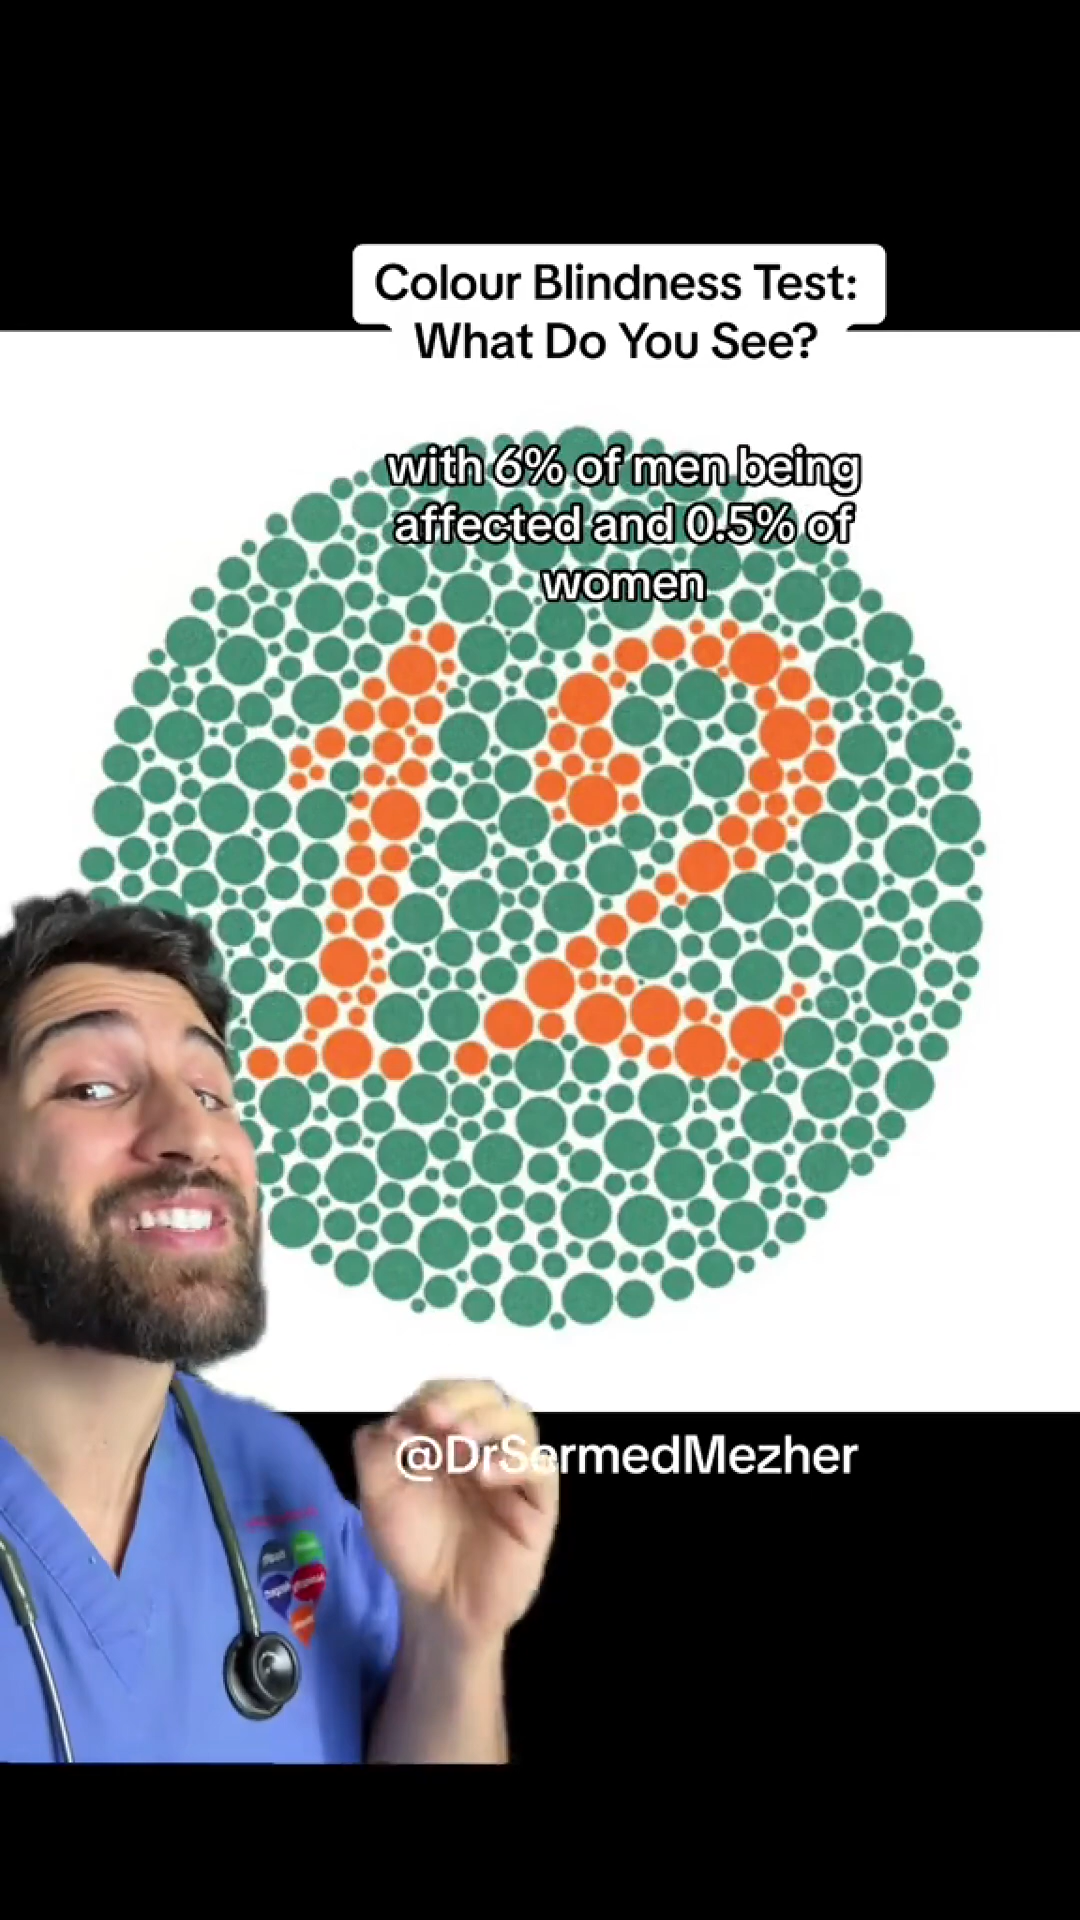 Colour Blindness Test:
What Do You See?
with 6% of men being
affected and 0.5% of
women
12
@DrSermedMezher